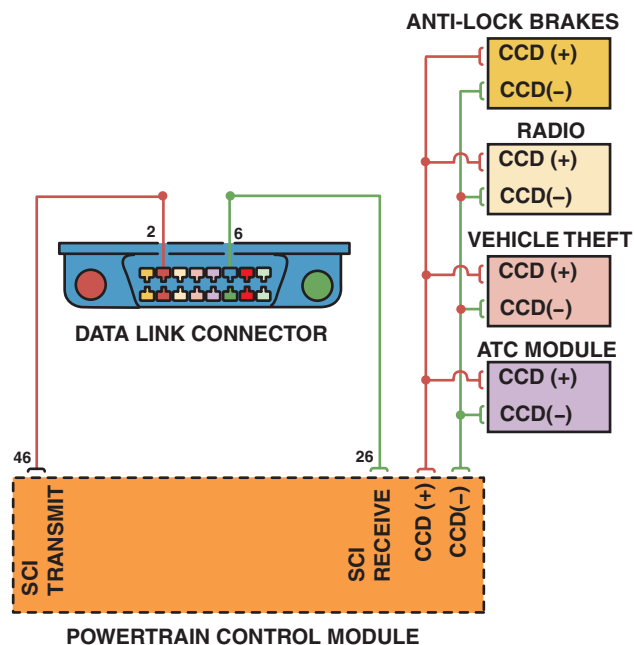 ANTI-LOCK BRAKES
CCD (+)
CCD(−)
RADIO
CCD (+)
CCD(−)
2 6
VEHICLE THEFT
CCD (+)
CCD(−)
DATA LINK CONNECTOR
ATC MODULE
CCD (+)
CCD(−)
46 26
SCI
TRANSMIT
SCI
RECEIVE
CCD (+)
CCD(−)
POWERTRAIN CONTROL MODULE